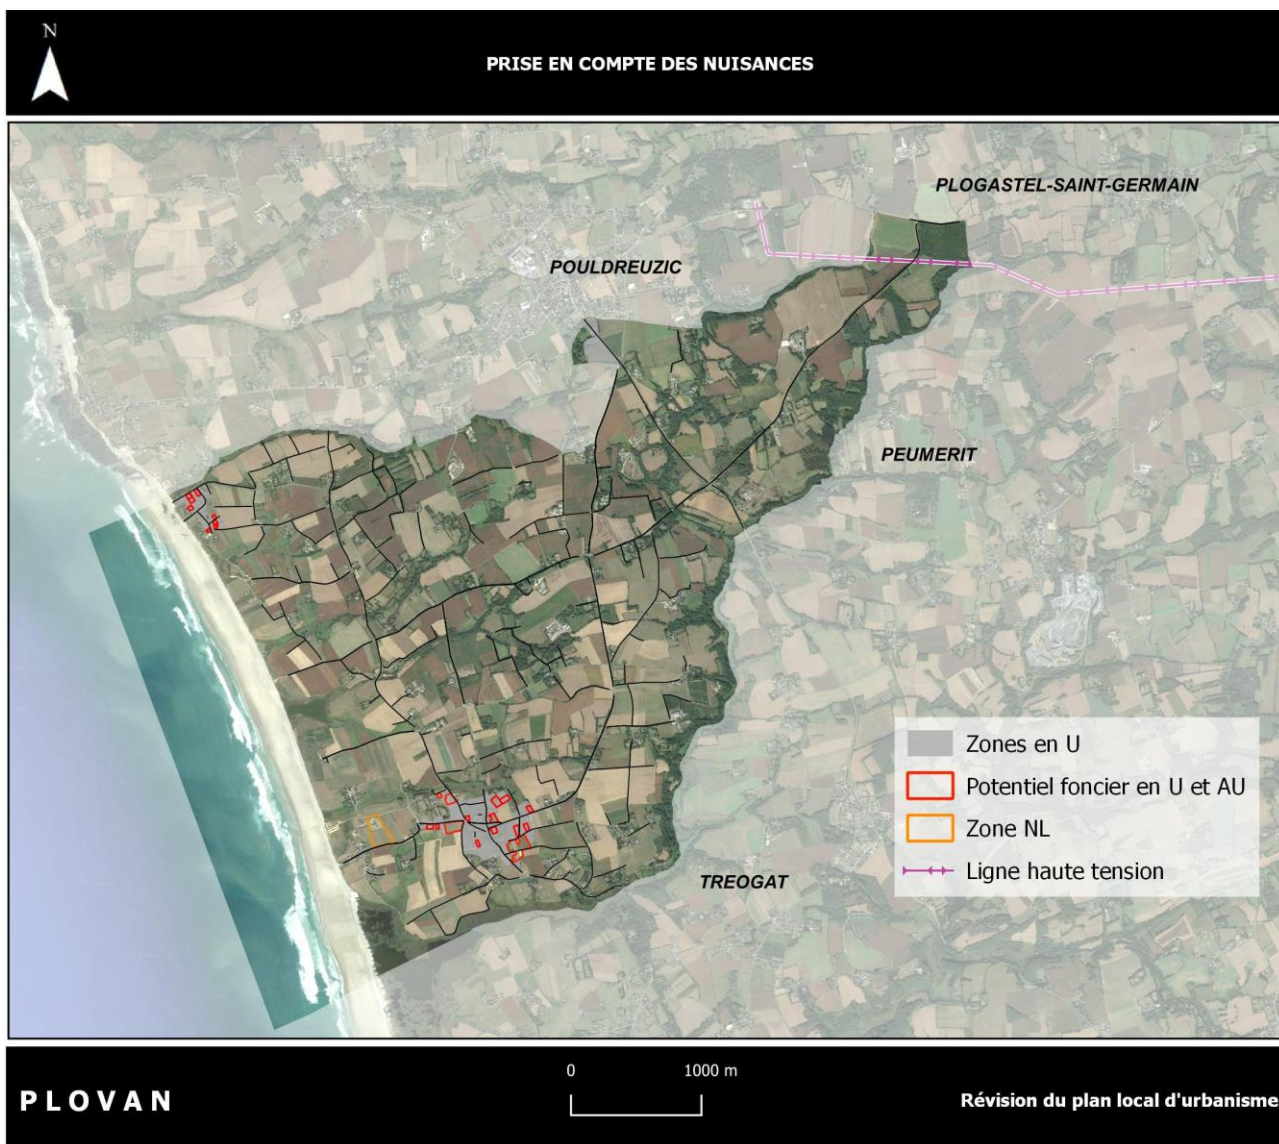 N
PRISE EN COMPTE DES NUISANCES
PLOGASTEL-SAINT-GERMAIN
POULDREUZIC
PEUMERIT
Zones en U
Potentiel foncier en U et AU
Zone NL
Ligne haute tension
TREOGAT
0 1000 m
PLOVAN
Révision du plan local d'urbanisme